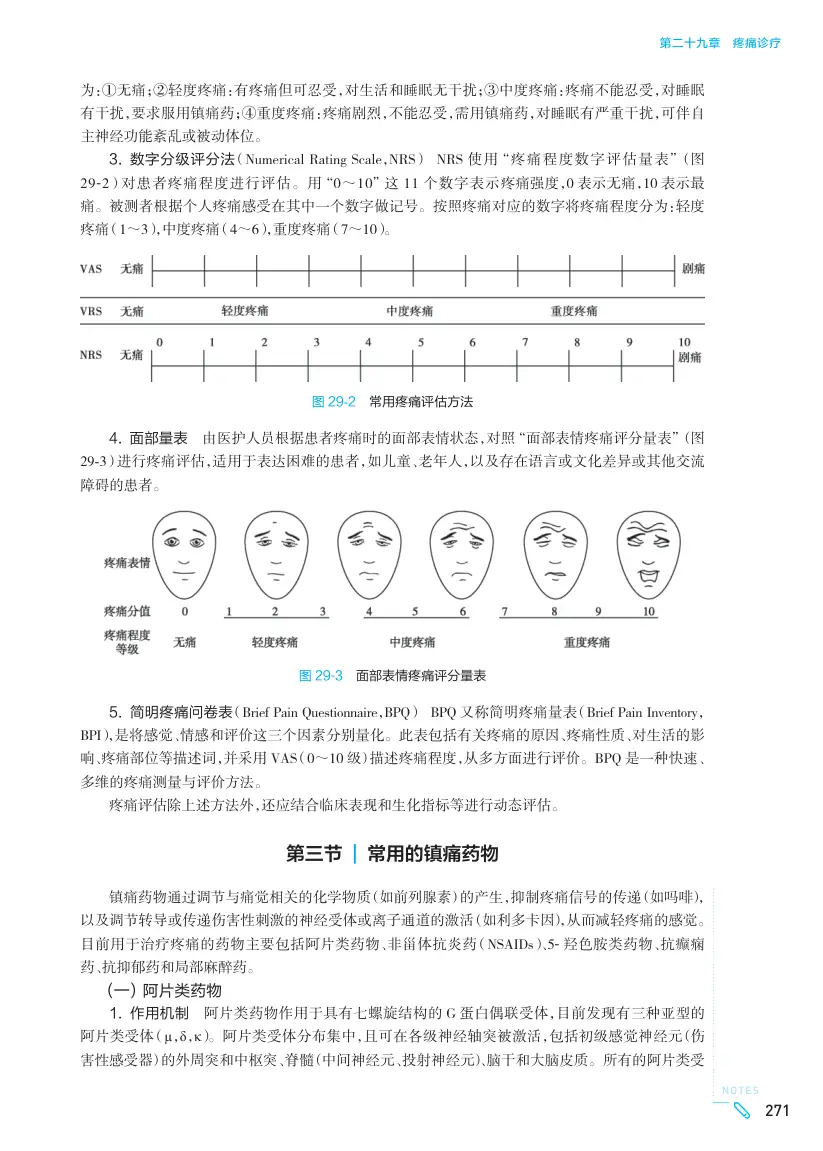 第二十九章　疼痛诊疗
为:①无痛;②轻度疼痛:有疼痛但可忍受,对生活和睡眠无干扰;③中度疼痛:疼痛不能忍受,对睡眠
有干扰,要求服用镇痛药;④重度疼痛:疼痛剧烈,不能忍受,需用镇痛药,对睡眠有严重干扰,可伴自
主神经功能紊乱或被动体位。
3. 数字分级评分法(Numerical Rating Scale,NRS)　NRS 使用“疼痛程度数字评估量表”(图
29-2)对患者疼痛程度进行评估。用“0～10”这 11 个数字表示疼痛强度,0 表示无痛,10 表示最
痛。被测者根据个人疼痛感受在其中一个数字做记号。按照疼痛对应的数字将疼痛程度分为:轻度
疼痛(1～3),中度疼痛(4～6),重度疼痛(7～10)。
VAS 无痛 剧痛
VRS 无痛 轻度疼痛 中度疼痛 重度疼痛
0 1 2 3 4 5 6 7 8 9 10
NRS 无痛 剧痛
图 29-2　常用疼痛评估方法
4. 面部量表　由医护人员根据患者疼痛时的面部表情状态,对照“面部表情疼痛评分量表”(图
29-3)进行疼痛评估,适用于表达困难的患者,如儿童、老年人,以及存在语言或文化差异或其他交流
障碍的患者。
疼痛表情
疼痛分值 0 1 2 3 4 5 6 7 8 9 10
疼痛程度
等级 无痛 轻度疼痛 中度疼痛 重度疼痛
图 29-3　面部表情疼痛评分量表
5. 简明疼痛问卷表(Brief Pain Questionnaire,BPQ)　BPQ 又称简明疼痛量表(Brief Pain Inventory,
BPI),是将感觉、情感和评价这三个因素分别量化。此表包括有关疼痛的原因、疼痛性质、对生活的影
响、疼痛部位等描述词,并采用 VAS(0～10 级)描述疼痛程度,从多方面进行评价。BPQ 是一种快速、
多维的疼痛测量与评价方法。
疼痛评估除上述方法外,还应结合临床表现和生化指标等进行动态评估。
第三节 | 常用的镇痛药物
镇痛药物通过调节与痛觉相关的化学物质(如前列腺素)的产生,抑制疼痛信号的传递(如吗啡),
以及调节转导或传递伤害性刺激的神经受体或离子通道的激活(如利多卡因),从而减轻疼痛的感觉。
目前用于治疗疼痛的药物主要包括阿片类药物、非甾体抗炎药(NSAIDs)、5- 羟色胺类药物、抗癫痫
药、抗抑郁药和局部麻醉药。
(一) 阿片类药物
1. 作用机制　阿片类药物作用于具有七螺旋结构的 G 蛋白偶联受体,目前发现有三种亚型的
阿片类受体(μ,δ,κ)。阿片类受体分布集中,且可在各级神经轴突被激活,包括初级感觉神经元(伤
害性感受器)的外周突和中枢突、脊髓(中间神经元、投射神经元)、脑干和大脑皮质。所有的阿片类受
NOTES
271